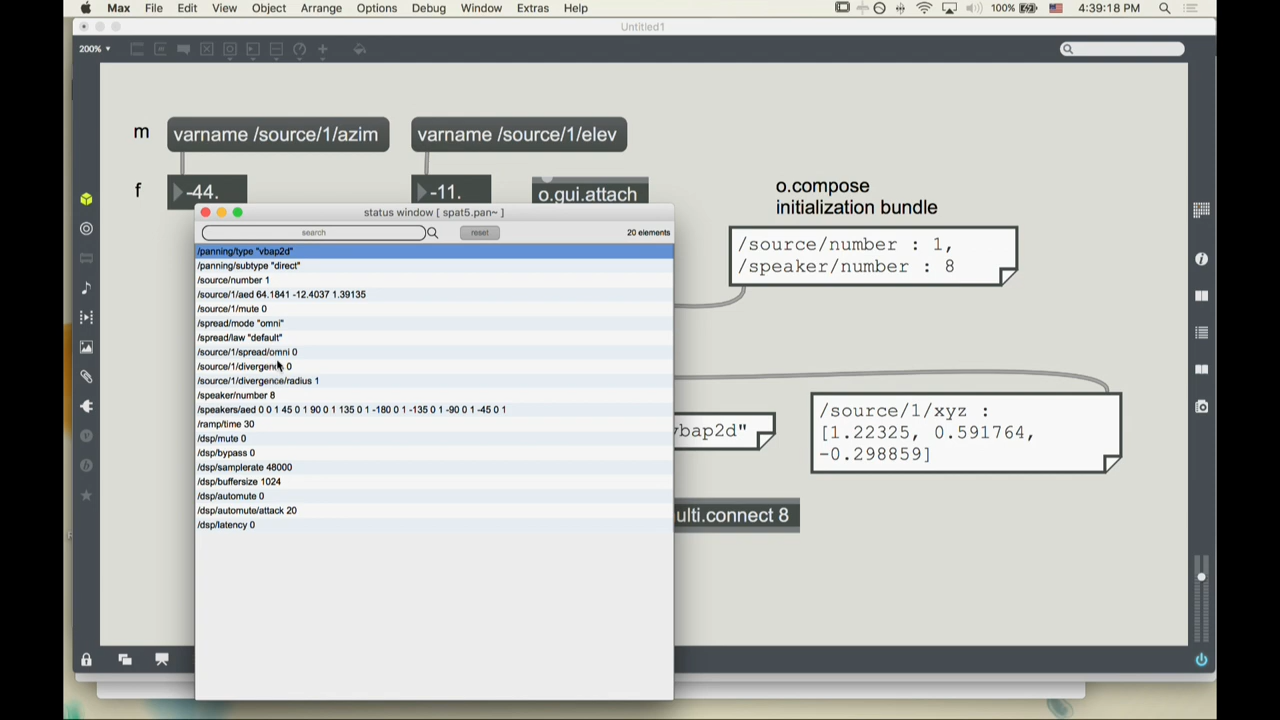 Max File Edit View Object Arrange Options Debug Window Extras Help 100% 4:39:18 PM
Untitled1
200%
m
varname /source/1/azim
varname /source/1/elev
f
-44.
-11.
o.gui.attach
o.compose
initialization bundle
/source/number : 1,
/speaker/number : 8
status window [ spat5.pan~ ]
search
reset
20 elements
/panning/type "vbap2d"
/panning/subtype "direct"
/source/number 1
/source/1/aed 64.1841 -12.4037 1.39135
/source/1/mute 0
/spread/mode "omni"
/spread/law "default"
/source/1/spread/omni 0
/source/1/divergence 0
/source/1/divergence/radius 1
/speaker/number 8
/speakers/aed 0 0 1 45 0 1 90 0 1 135 0 1 -180 0 1 -135 0 1 -90 0 1 -45 0 1
/ramp/time 30
/dsp/mute 0
/dsp/bypass 0
/dsp/samplerate 48000
/dsp/buffersize 1024
/dsp/automute 0
/dsp/automute/attack 20
/dsp/latency 0
vbap2d"
/source/1/xyz :
[1.22325, 0.591764,
-0.298859]
ulti.connect 8